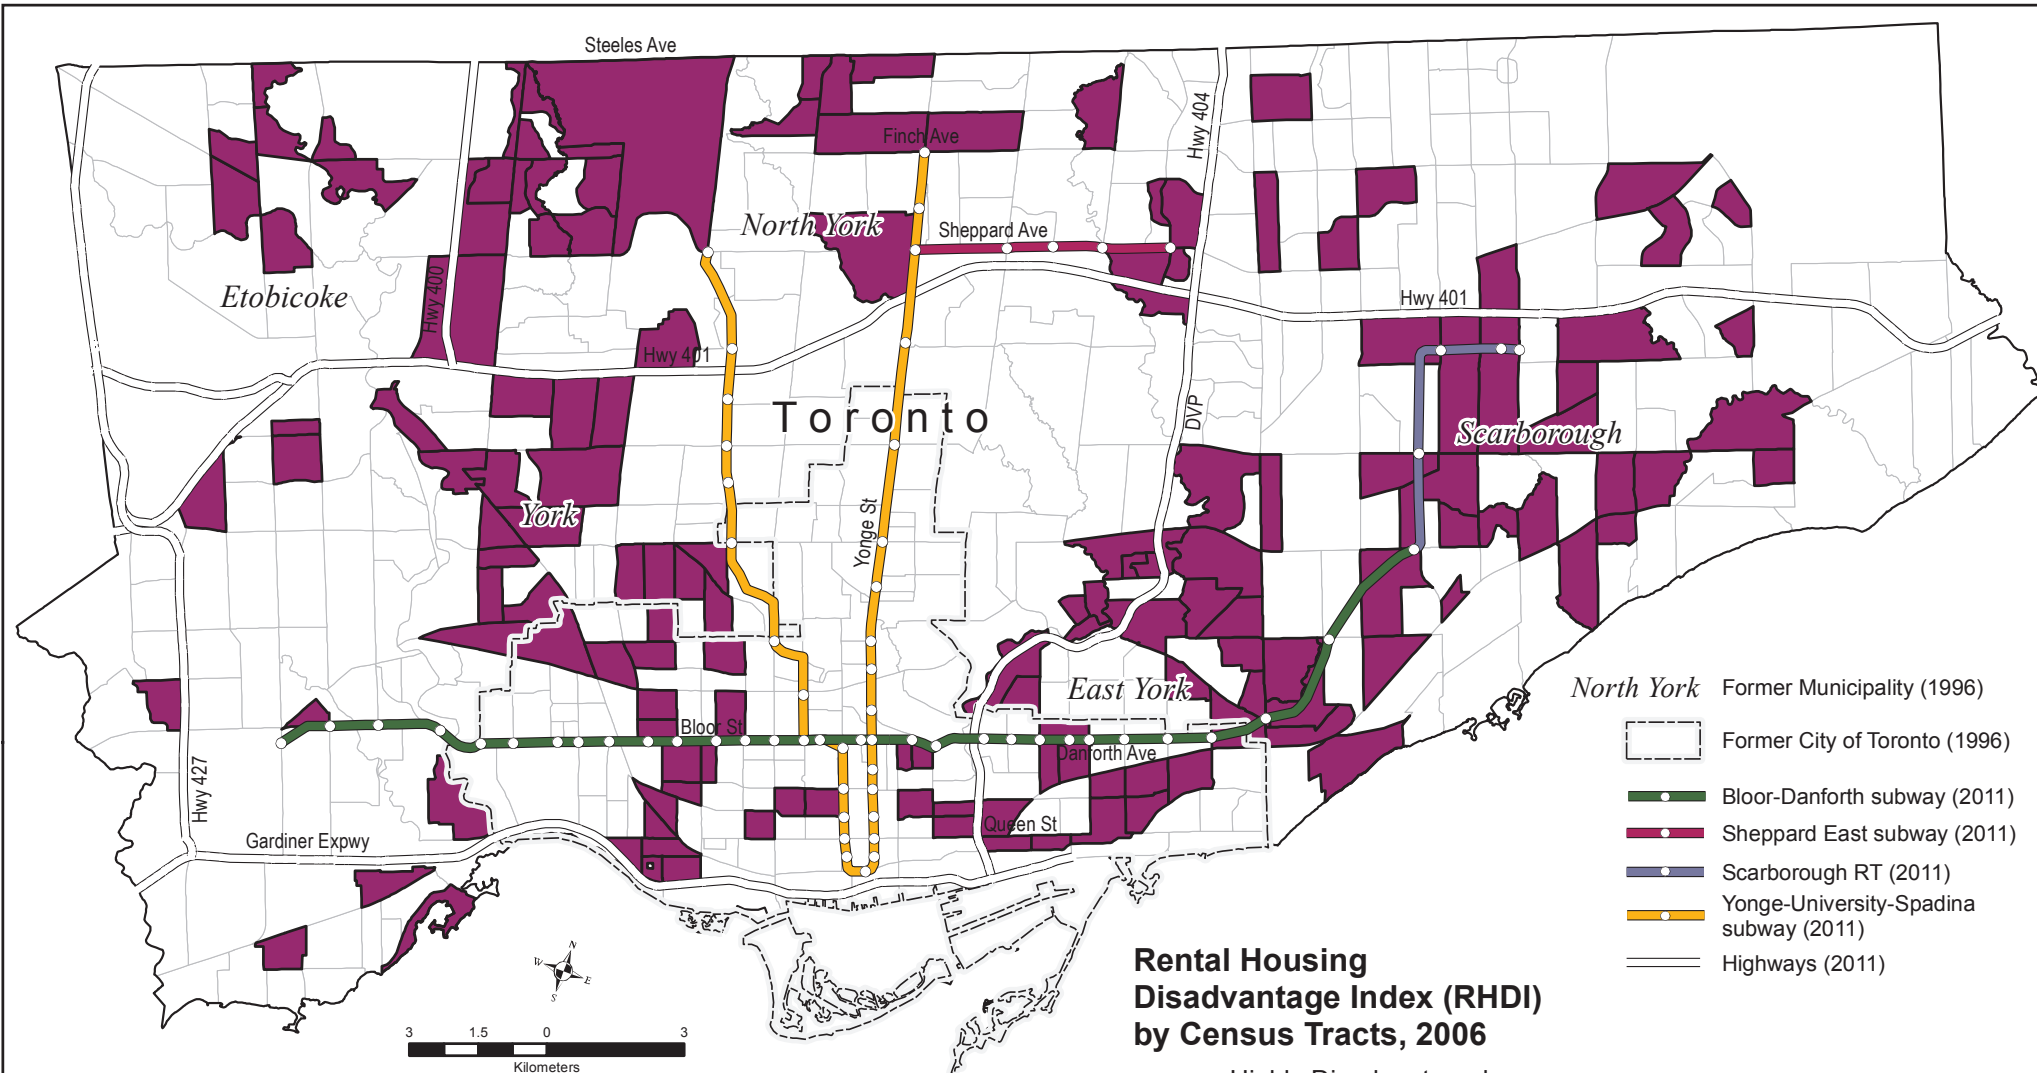 Steeles Ave
Finch Ave
Hwy 404
North York
Sheppard Ave
Etobicoke
Hwy 400
Hwy 401
Hwy 401
Toronto
DVP
Scarborough
York
Yonge St
East York
Bloor St
Danforth Ave
Hwy 427
Queen St
Gardiner Expwy
N
W
E
S
3 1.5 0 3
Kilometers
North York Former Municipality (1996)
Former City of Toronto (1996)
Bloor-Danforth subway (2011)
Sheppard East subway (2011)
Scarborough RT (2011)
Yonge-University-Spadina
subway (2011)
Highways (2011)
Rental Housing
Disadvantage Index (RHDI)
by Census Tracts, 2006